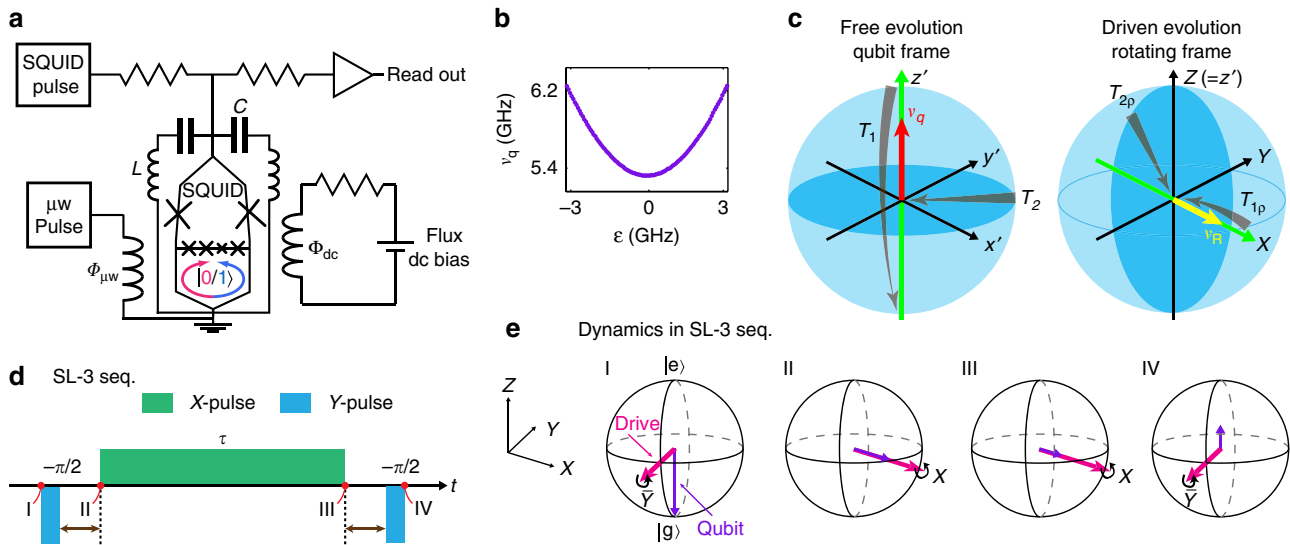 a
SQUID
pulse
Read out
C
L
SQUID
μw
Pulse
Φμw
|0/1⟩
Φdc
Flux
dc bias
b
νq (GHz)
6.2
5.4
−3
0
3
ε (GHz)
c
Free evolution
qubit frame
z′
νq
T1
y′
T2
x′
Driven evolution
rotating frame
Z (=z′)
T2ρ
Y
T1ρ
νR
X
d
SL-3 seq.
X-pulse
Y-pulse
τ
−π/2
−π/2
t
I
II
III
IV
e
Dynamics in SL-3 seq.
Z
Y
X
I
|e⟩
Drive
Ȳ
|g⟩
Qubit
II
X
III
X
IV
Ȳ